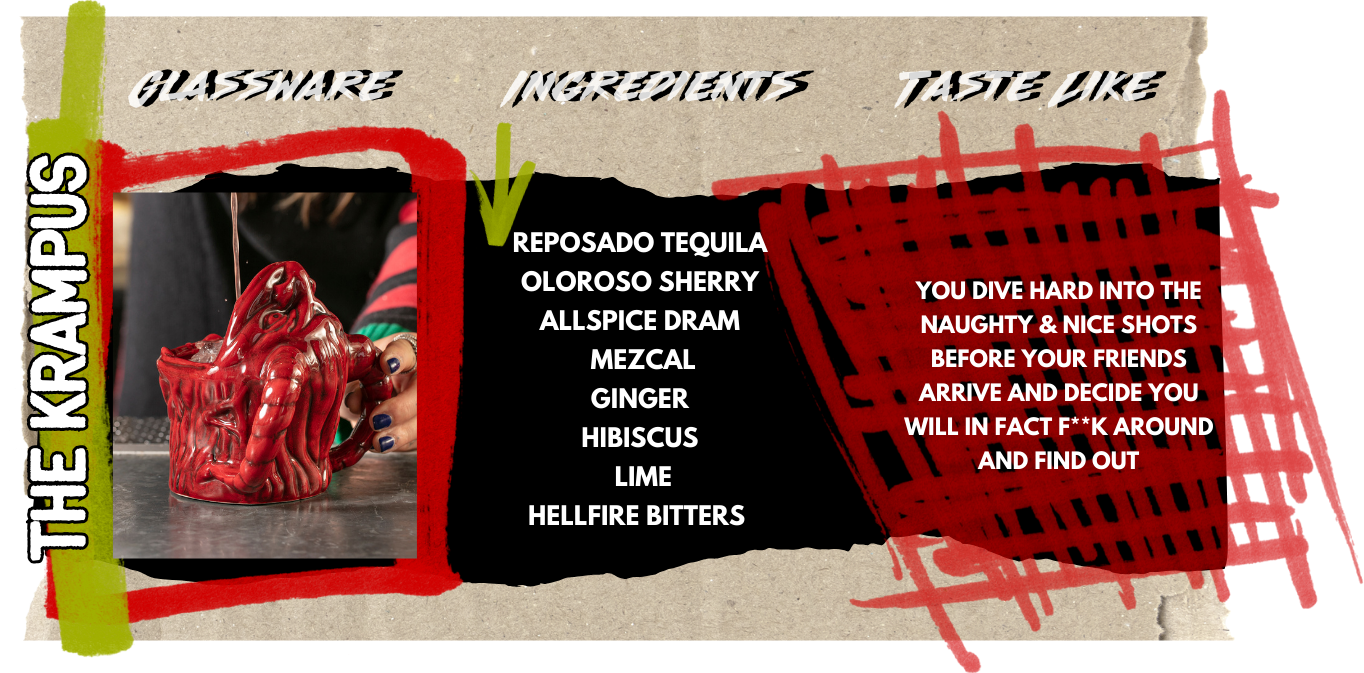 THE KRAMPUS
GLASSWARE
INGREDIENTS
REPOSADO TEQUILA
OLOROSO SHERRY
ALLSPICE DRAM
MEZCAL
GINGER
HIBISCUS
LIME
HELLFIRE BITTERS
TASTE LIKE
YOU DIVE HARD INTO THE
NAUGHTY & NICE SHOTS
BEFORE YOUR FRIENDS
ARRIVE AND DECIDE YOU
WILL IN FACT F**K AROUND
AND FIND OUT